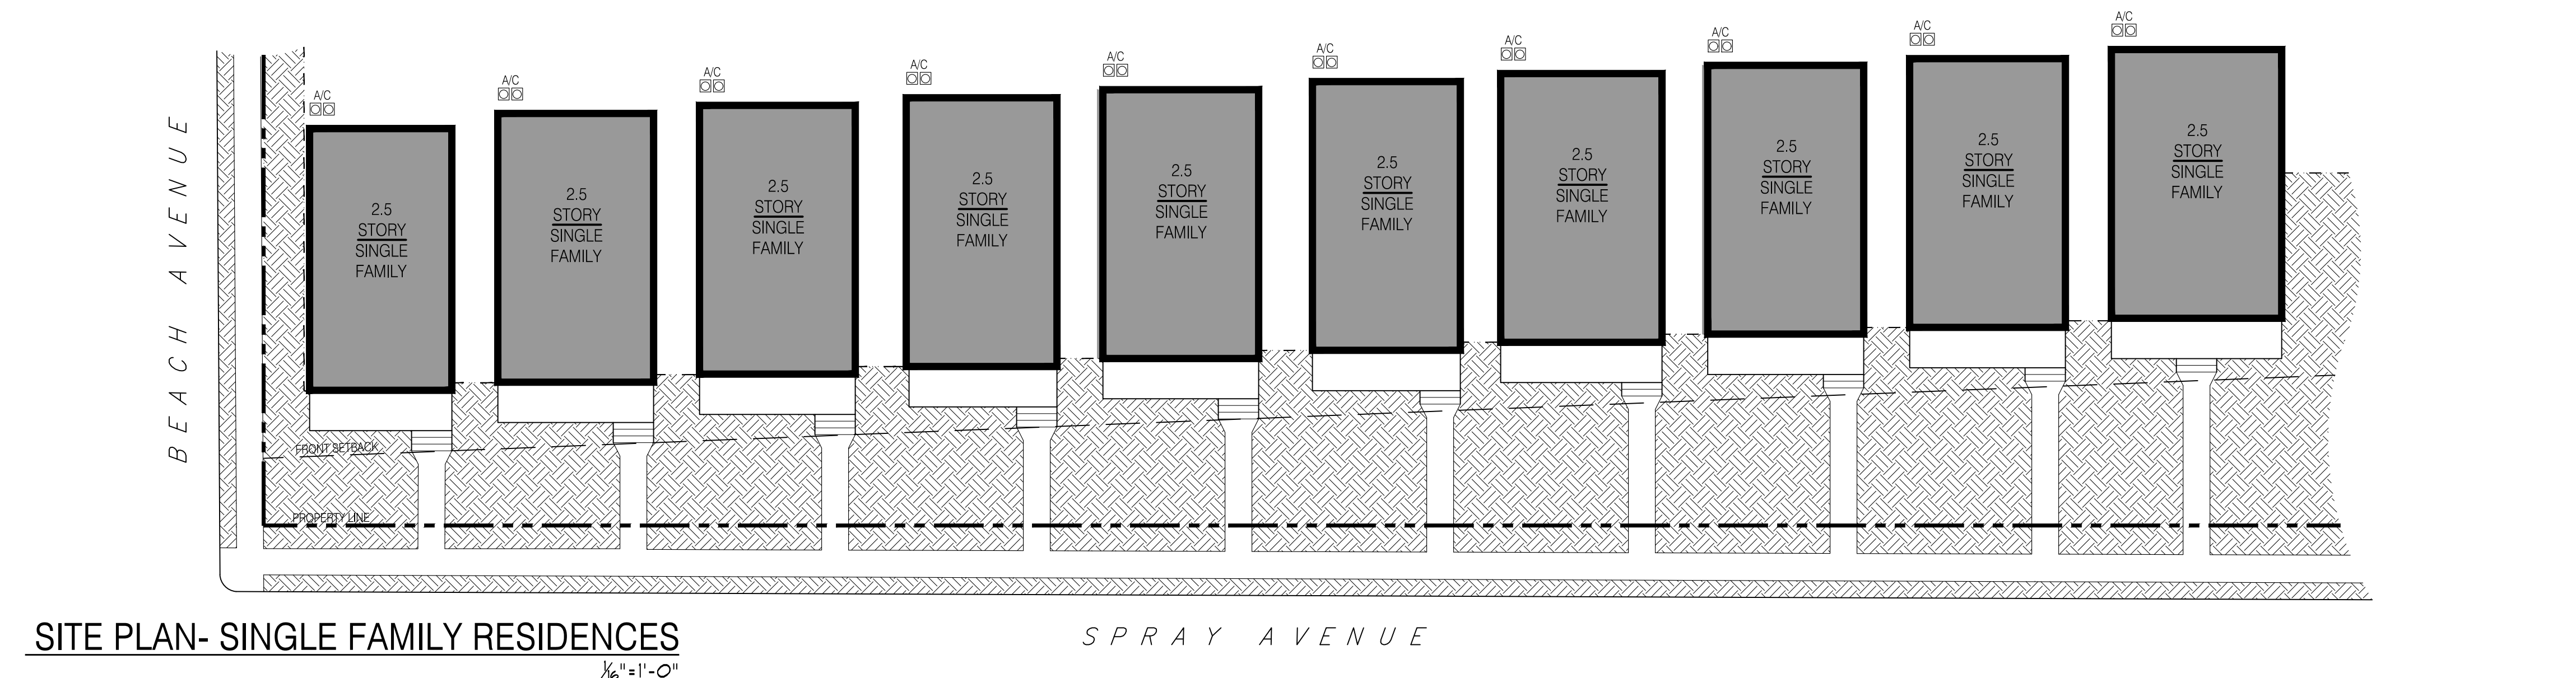 A/C
A/C
A/C
A/C
A/C
A/C
A/C
A/C
A/C
A/C
BEACH AVENUE
2.5
STORY
SINGLE
FAMILY
2.5
STORY
SINGLE
FAMILY
2.5
STORY
SINGLE
FAMILY
2.5
STORY
SINGLE
FAMILY
2.5
STORY
SINGLE
FAMILY
2.5
STORY
SINGLE
FAMILY
2.5
STORY
SINGLE
FAMILY
2.5
STORY
SINGLE
FAMILY
2.5
STORY
SINGLE
FAMILY
2.5
STORY
SINGLE
FAMILY
FRONT SETBACK
PROPERTY LINE
SITE PLAN- SINGLE FAMILY RESIDENCES
1/16"=1'-0"
SPRAY AVENUE